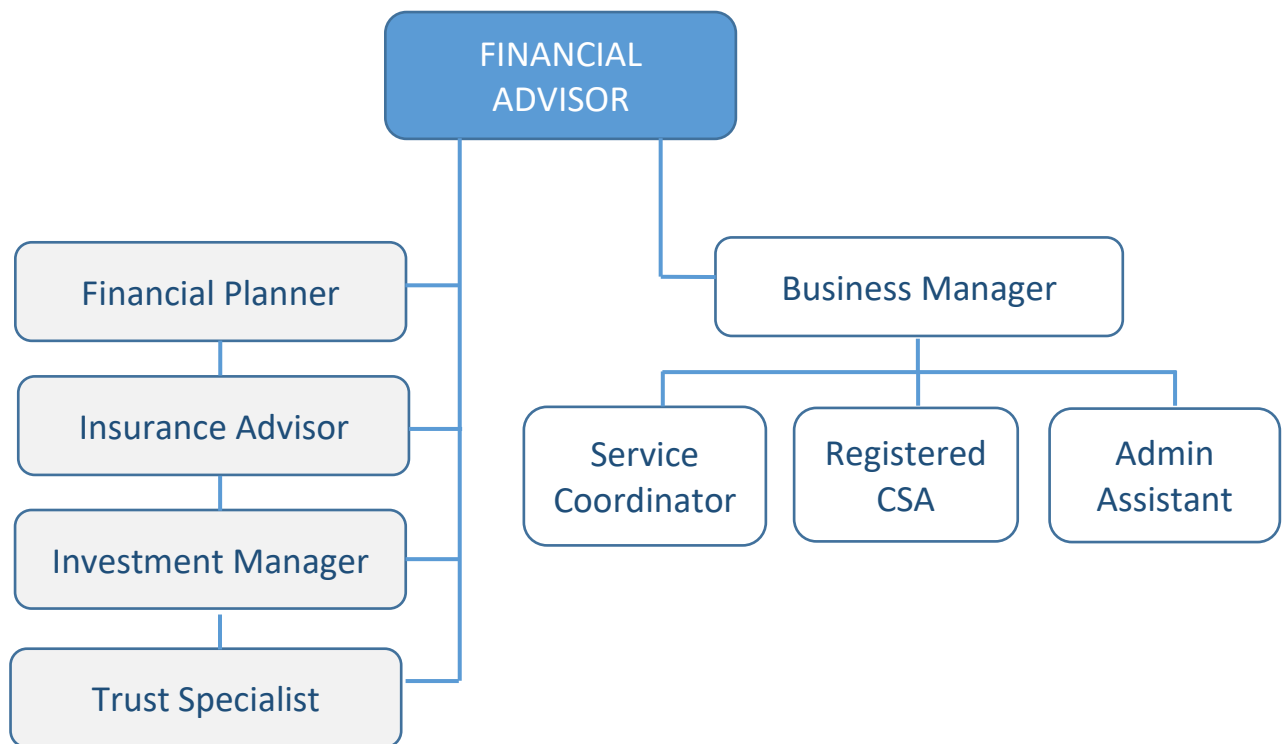 FINANCIAL
ADVISOR
Financial Planner
Business Manager
Insurance Advisor
Service
Coordinator
Registered
CSA
Admin
Assistant
Investment Manager
Trust Specialist